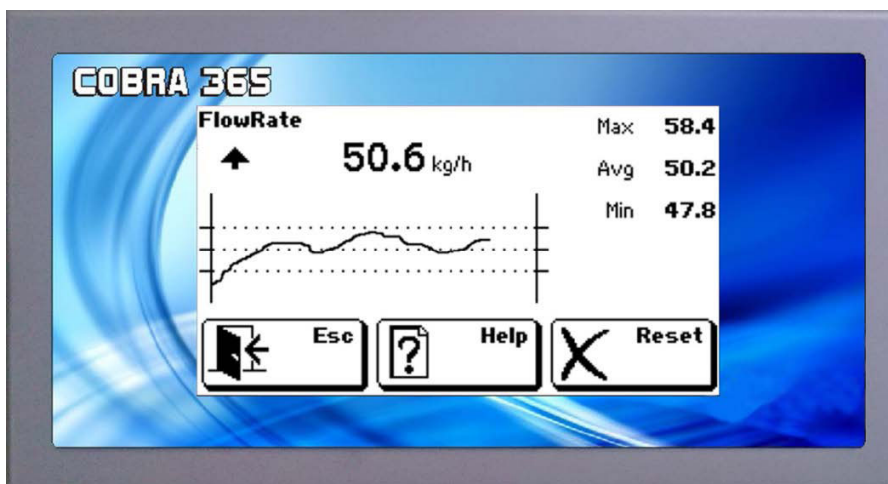 COBRA 365
FlowRate
50.6 kg/h
Max 58.4
Avg 50.2
Min 47.8
Esc
Help
Reset